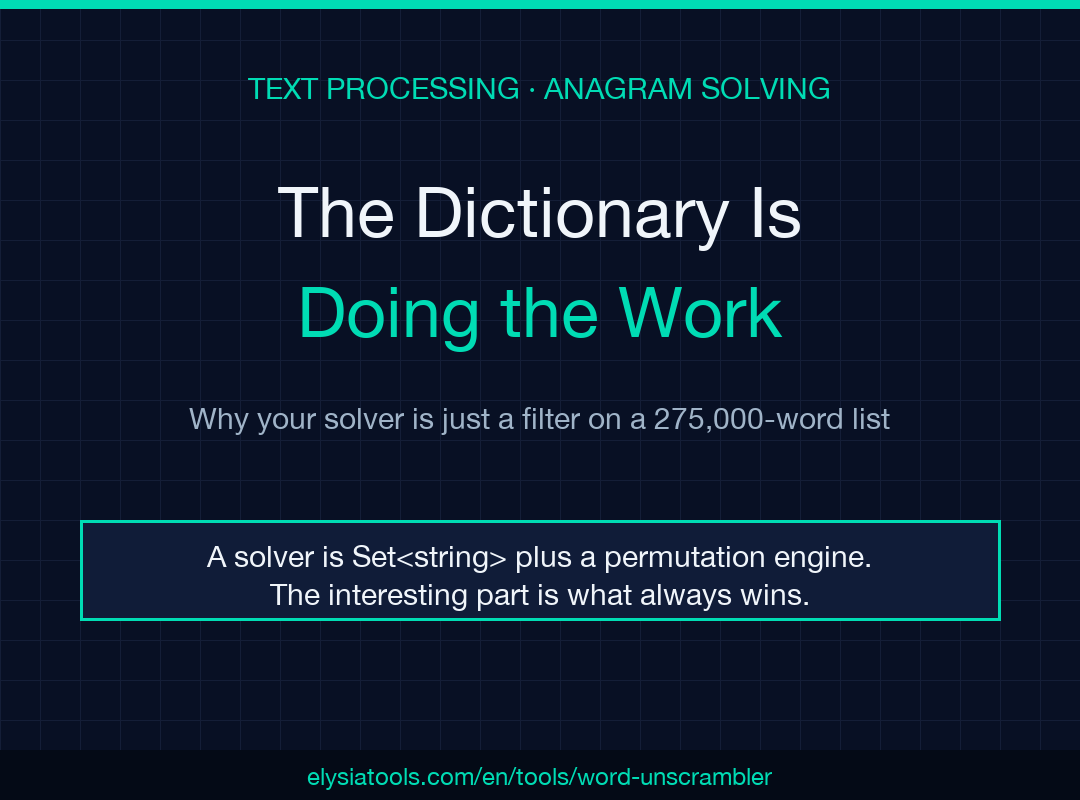 TEXT PROCESSING · ANAGRAM SOLVING
The Dictionary Is
Doing the Work
Why your solver is just a filter on a 275,000-word list
A solver is Set<string> plus a permutation engine.
The interesting part is what always wins.
elysiatools.com/en/tools/word-unscrambler